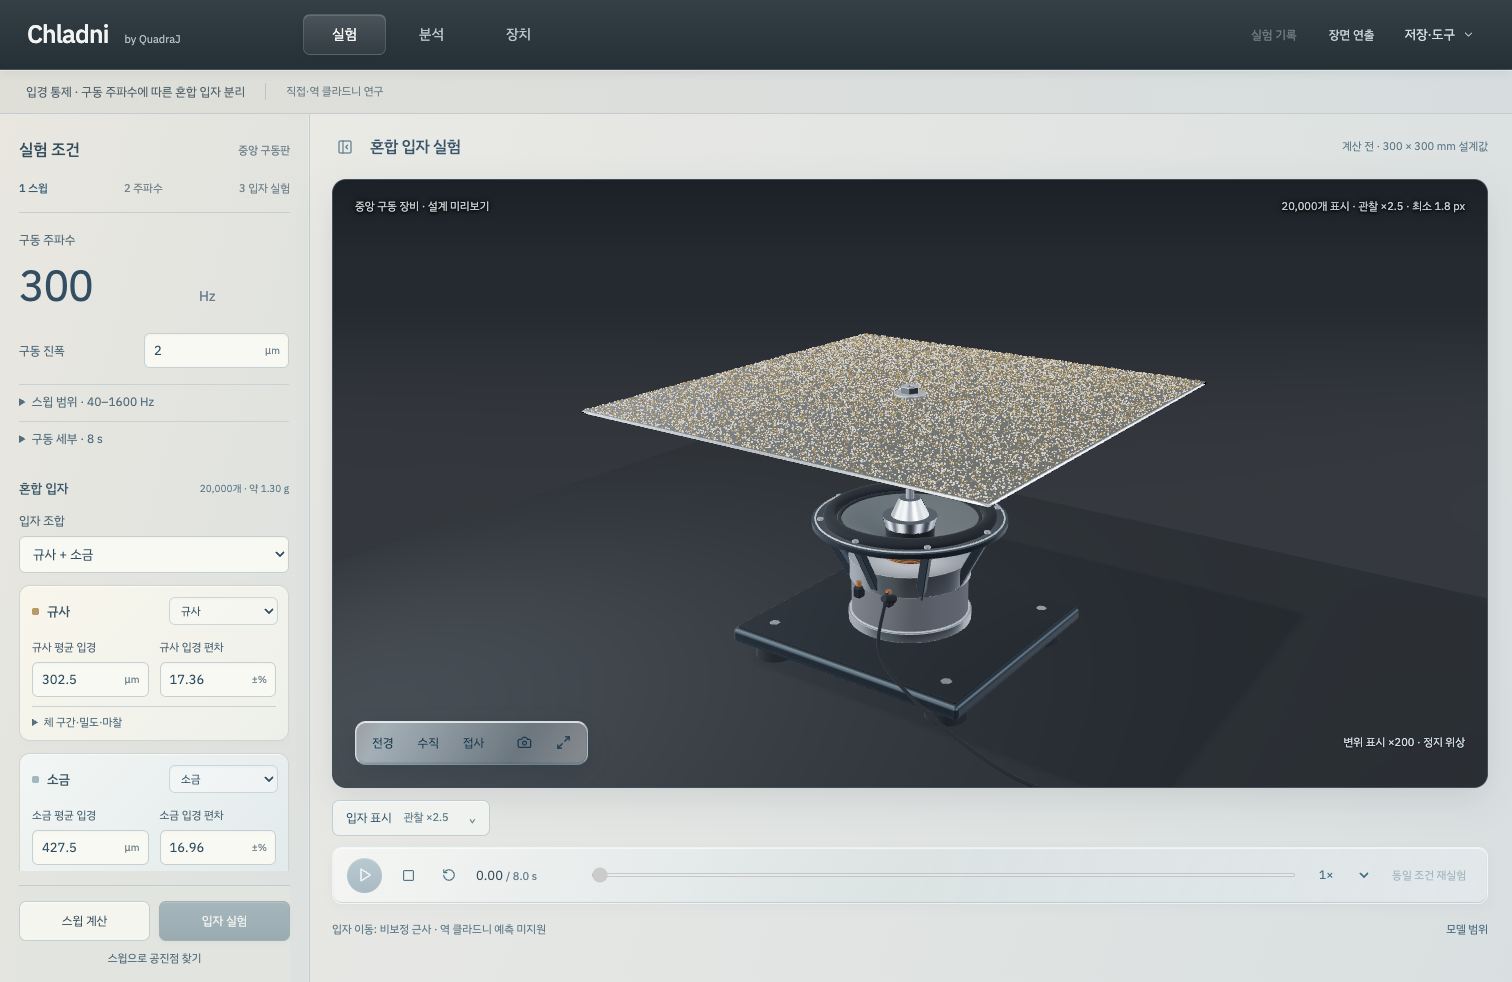 Chladni by QuadraJ 실험 분석 장치 실험 기록 장면 연출 저장·도구
입경 통제 · 구동 주파수에 따른 혼합 입자 분리 직접·역 클라드니 연구
실험 조건 중앙 구동판
1 스윕 2 주파수 3 입자 실험
구동 주파수
300 Hz
구동 진폭 2 μm
스윕 범위 · 40–1600 Hz
구동 세부 · 8 s
혼합 입자 20,000개 · 약 1.30 g
입자 조합
규사 + 소금
규사 규사
규사 평균 입경 규사 입경 편차
302.5 μm 17.36 ±%
체 구간·밀도·마찰
소금 소금
소금 평균 입경 소금 입경 편차
427.5 μm 16.96 ±%
스윕 계산 입자 실험
스윕으로 공진점 찾기
혼합 입자 실험 계산 전 · 300 × 300 mm 설계값
중앙 구동 장비 · 설계 미리보기 20,000개 표시 · 관찰 ×2.5 · 최소 1.8 px
전경 수직 접사 변위 표시 ×200 · 정지 위상
입자 표시 관찰 ×2.5
0.00 / 8.0 s 1× 동일 조건 재실험
입자 이동: 비보정 근사 · 역 클라드니 예측 미지원 모델 범위